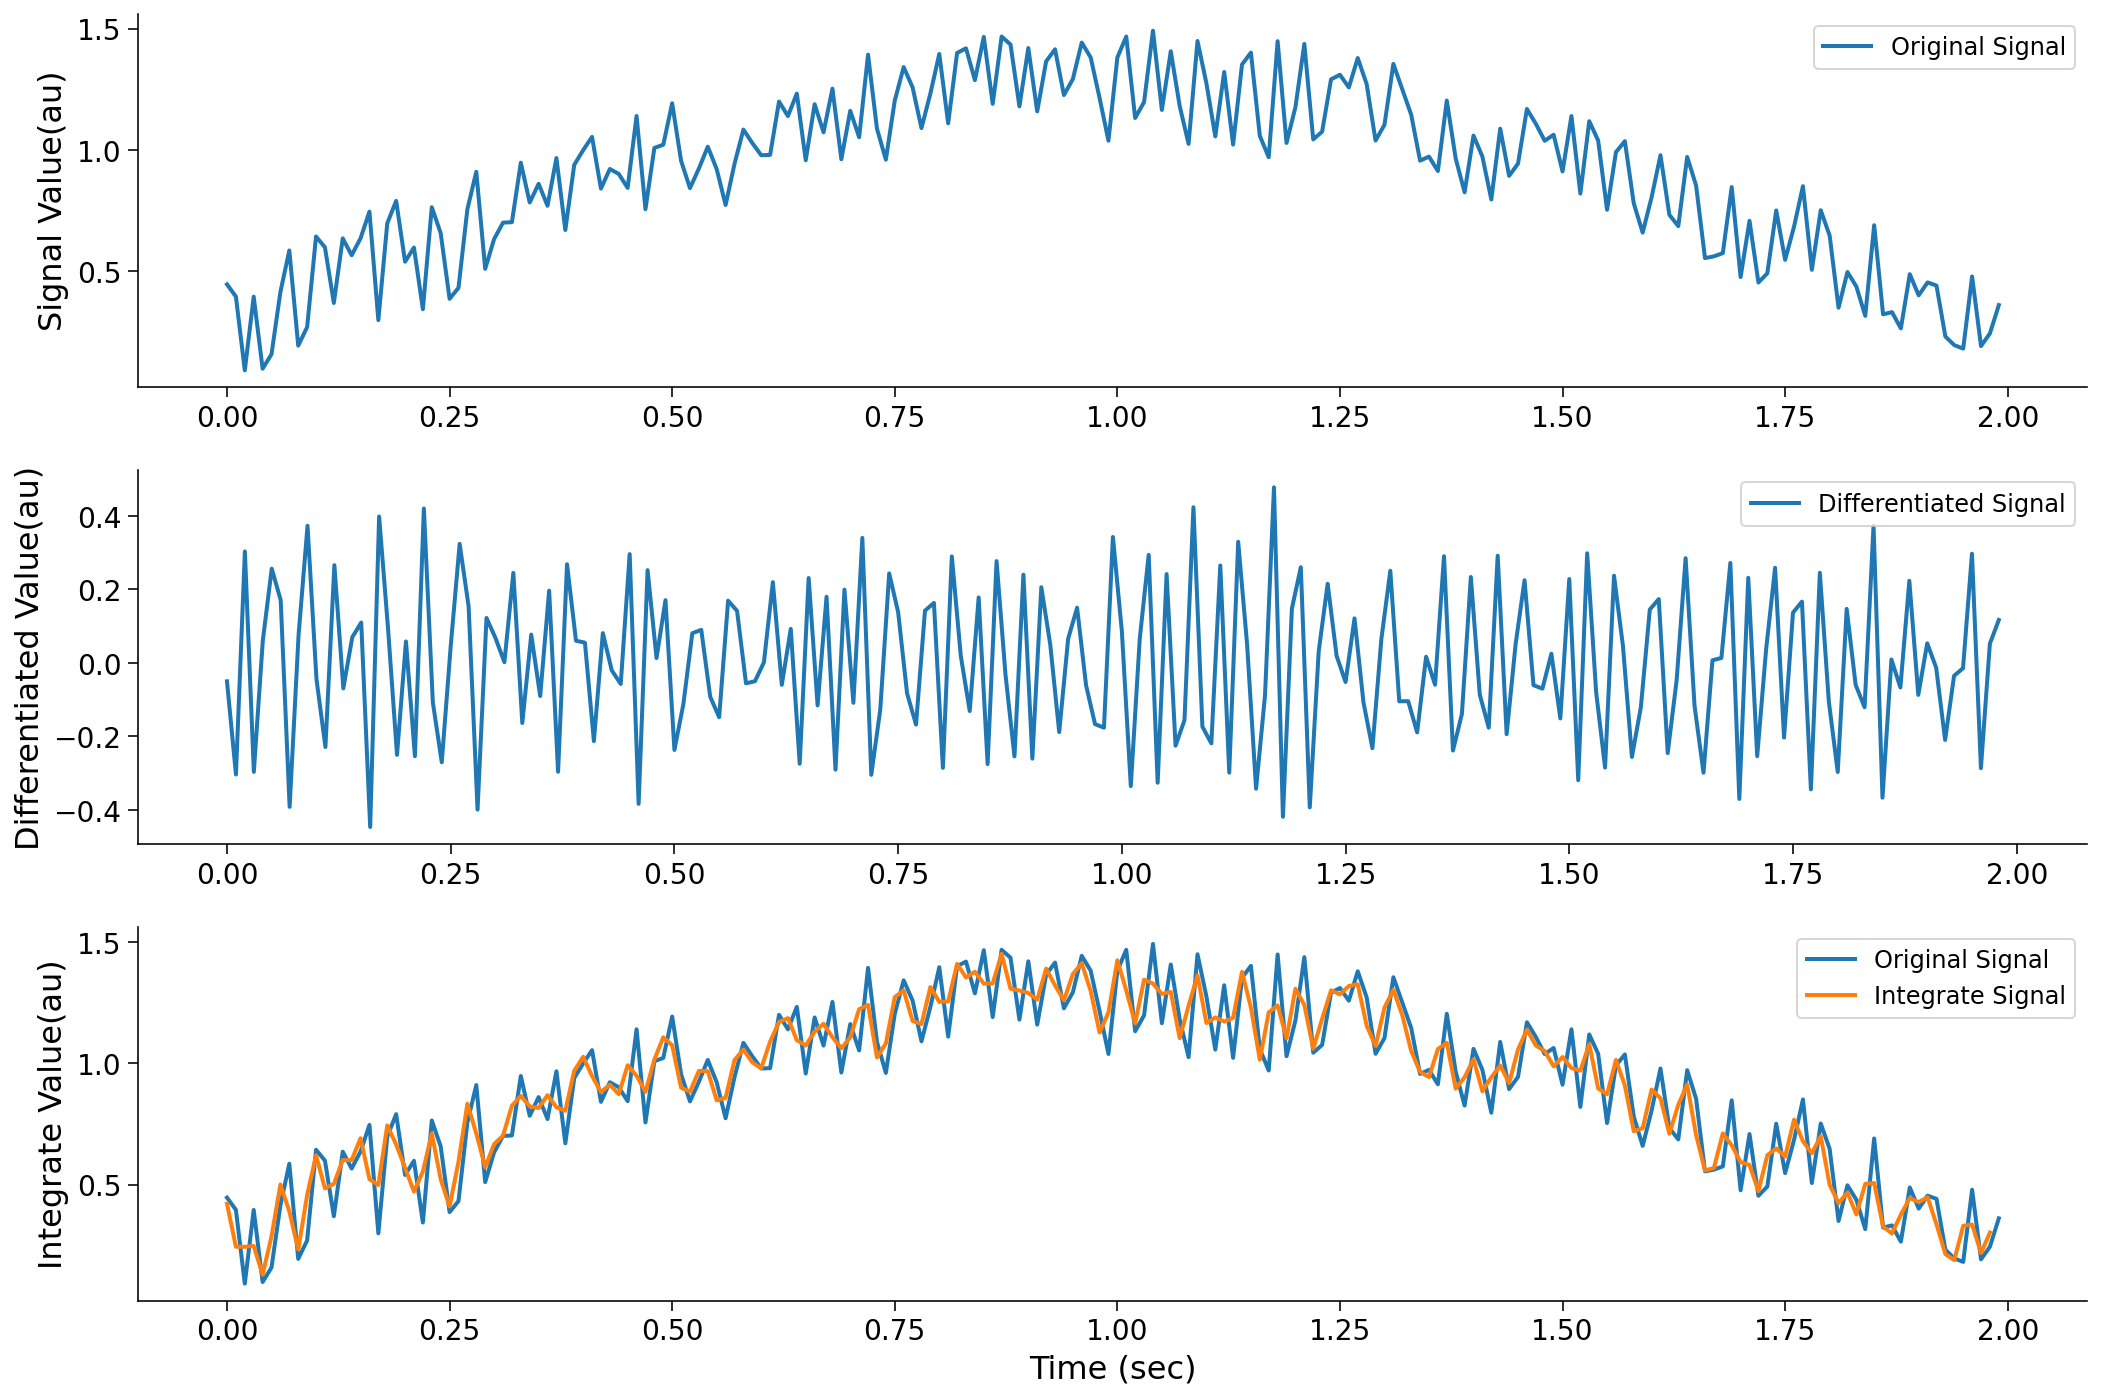 Signal Value(au)
1.5
1.0
0.5
Original Signal
0.00 0.25 0.50 0.75 1.00 1.25 1.50 1.75 2.00
Differentiated Value(au)
0.4
0.2
0.0
−0.2
−0.4
Differentiated Signal
0.00 0.25 0.50 0.75 1.00 1.25 1.50 1.75 2.00
Integrate Value(au)
1.5
1.0
0.5
Original Signal
Integrate Signal
0.00 0.25 0.50 0.75 1.00 1.25 1.50 1.75 2.00
Time (sec)